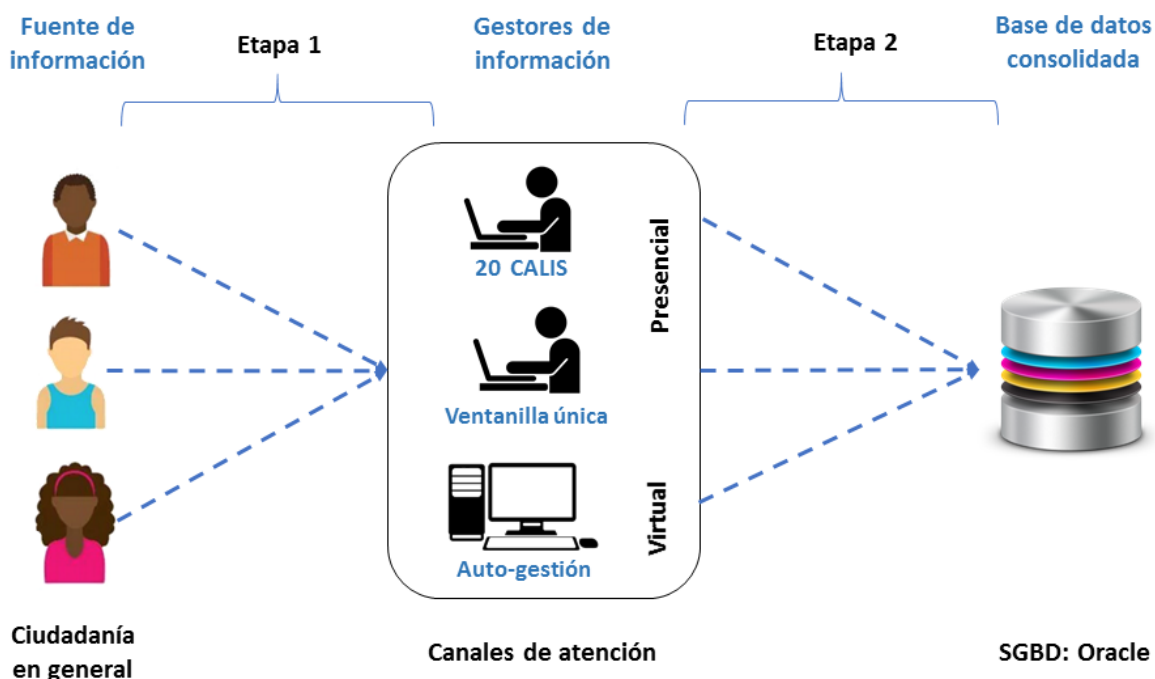 Fuente de
información
Etapa 1
Gestores de
información
Etapa 2
Base de datos
consolidada
20 CALIS
Presencial
Ventanilla única
Virtual
Auto-gestión
Ciudadanía
en general
Canales de atención
SGBD: Oracle